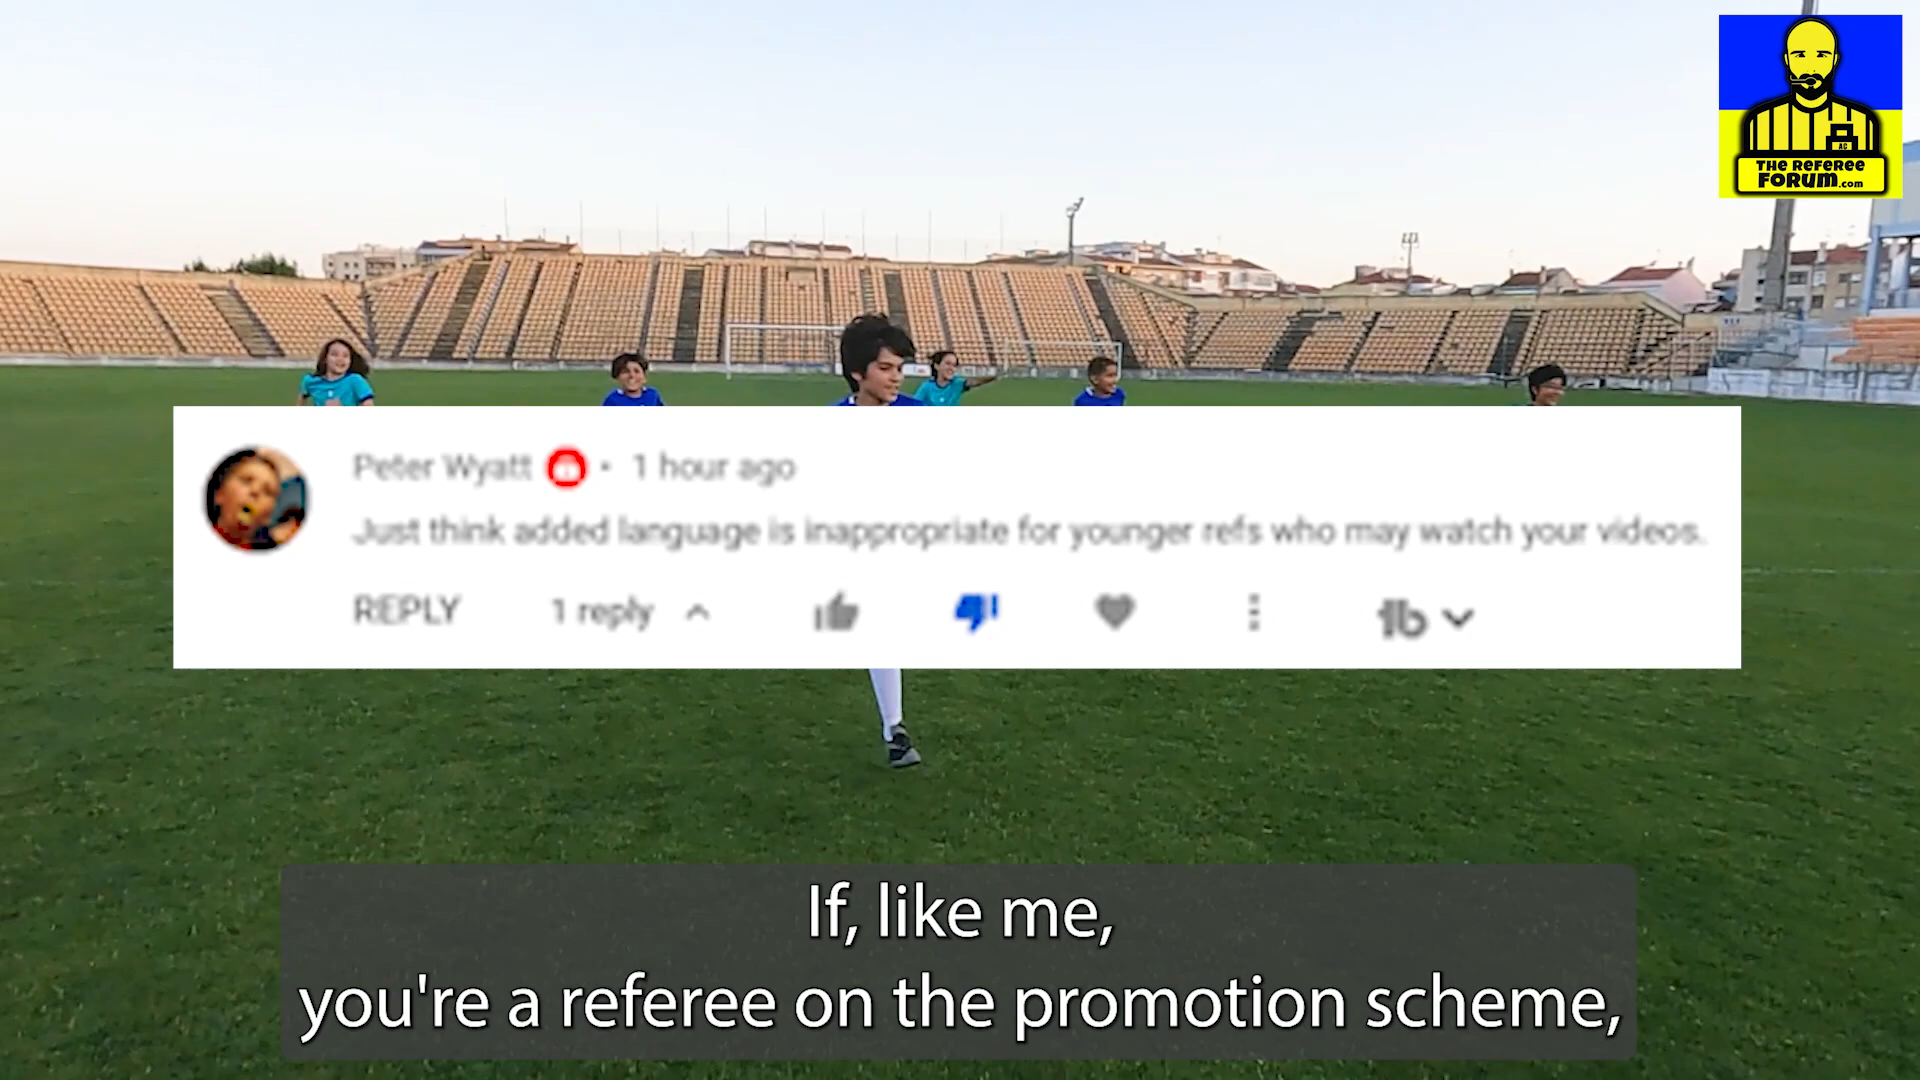 AC
THE REFEREE
FORUM.com
Peter Wyatt • 1 hour ago
Just think added language is inappropriate for younger refs who may watch your videos.
REPLY 1 reply
If, like me,
you're a referee on the promotion scheme,